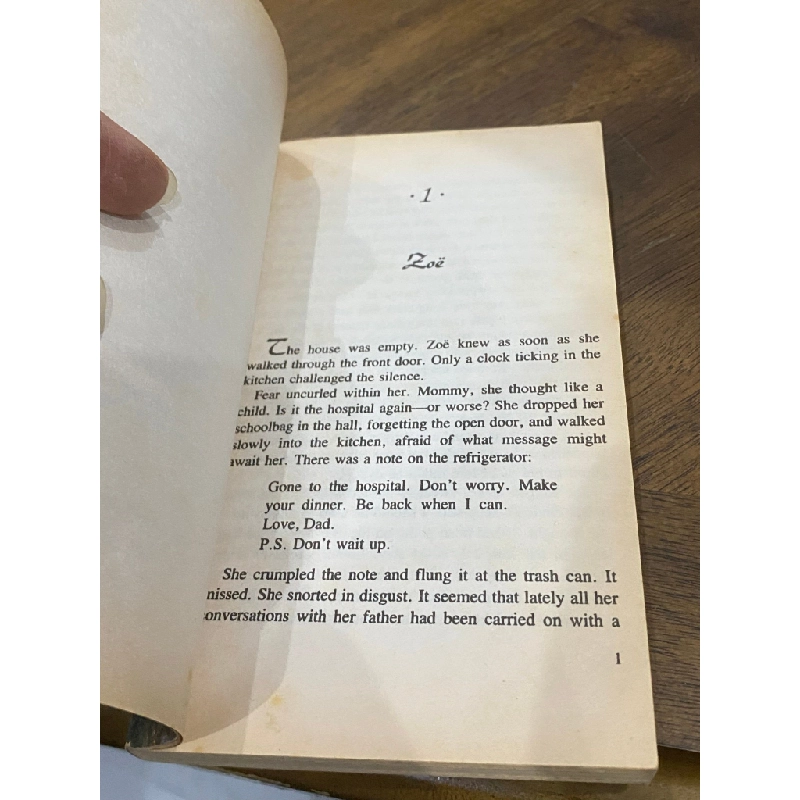 · 1 ·
Zoë
The house was empty. Zoë knew as soon as she
walked through the front door. Only a clock ticking in the
kitchen challenged the silence.
Fear uncurled within her. Mommy, she thought like a
child. Is it the hospital again—or worse? She dropped her
schoolbag in the hall, forgetting the open door, and walked
slowly into the kitchen, afraid of what message might
await her. There was a note on the refrigerator:
Gone to the hospital. Don't worry. Make
your dinner. Be back when I can.
Love, Dad.
P.S. Don't wait up.
She crumpled the note and flung it at the trash can. It
missed. She snorted in disgust. It seemed that lately all her
conversations with her father had been carried on with a
1